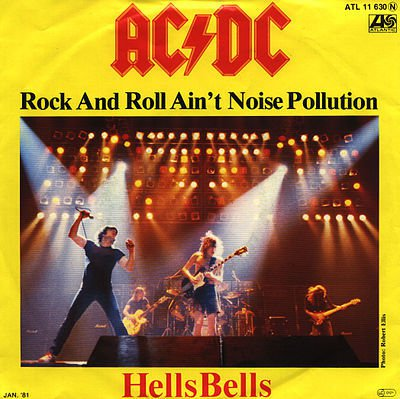 ATL 11 630 N
AC DC
ATLANTIC
Rock And Roll Ain't Noise Pollution
Photo: Robert Ellis
HellsBells
JAN. '81